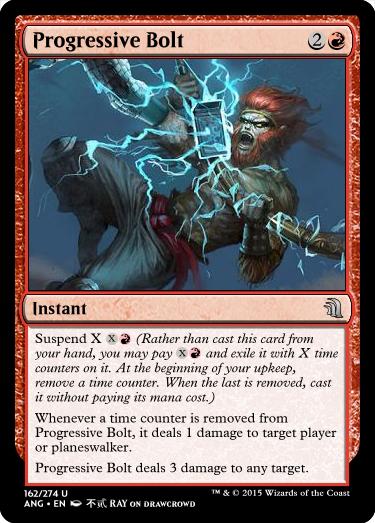 Progressive Bolt 2
Instant
Suspend X X (Rather than cast this card from
your hand, you may pay X and exile it with X time
counters on it. At the beginning of your upkeep,
remove a time counter. When the last is removed, cast
it without paying its mana cost.)
Whenever a time counter is removed from
Progressive Bolt, it deals 1 damage to target player
or planeswalker.
Progressive Bolt deals 3 damage to any target.
162/274 U
ANG • EN RAY ON DRAWCROWD
™ & © 2015 Wizards of the Coast